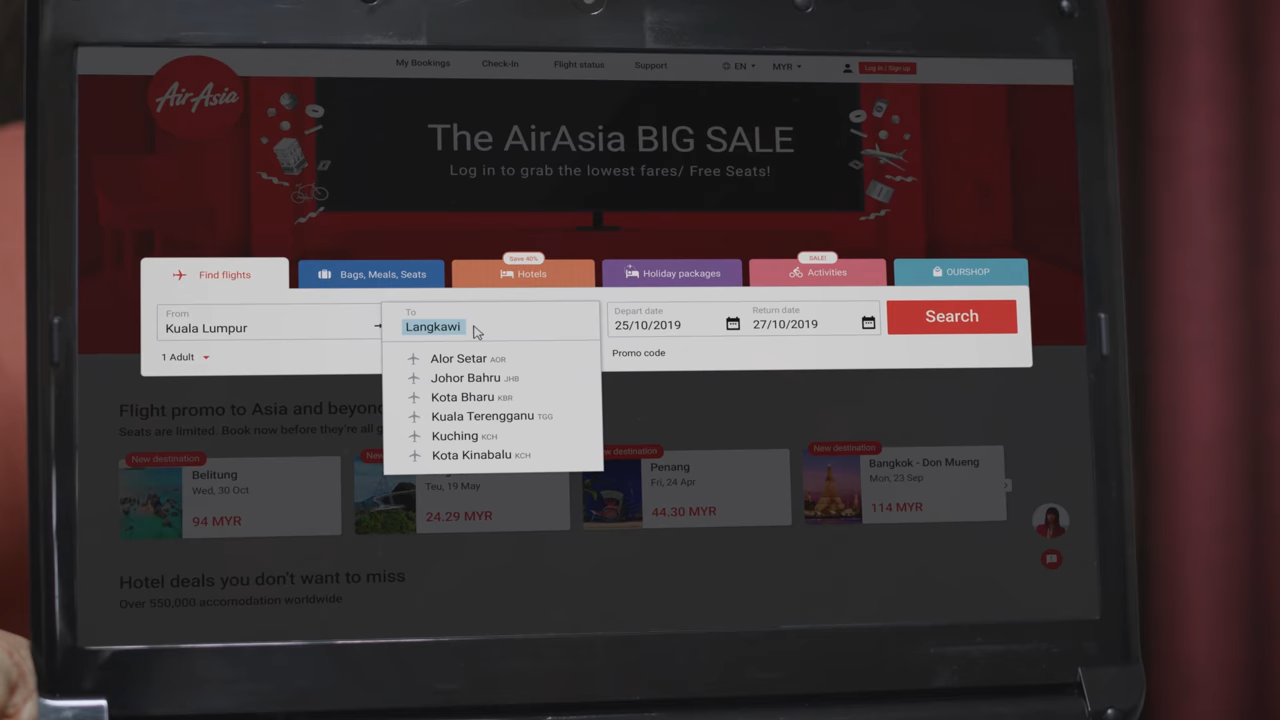 My Bookings
Check-In
Flight status
Support
EN
MYR
Log in / Sign up
AirAsia
The AirAsia BIG SALE
Log in to grab the lowest fares/ Free Seats!
Save 40%
SALE!
Find flights
Bags, Meals, Seats
Hotels
Holiday packages
Activities
OURSHOP
From
Kuala Lumpur
To
Langkawi
Depart date
25/10/2019
Return date
27/10/2019
Search
1 Adult
Promo code
Alor Setar AOR
Johor Bahru JHB
Kota Bharu KBR
Kuala Terengganu TGG
Kuching KCH
Kota Kinabalu KCH
Flight promo to Asia and beyond
Seats are limited. Book now before they're all
New destination
Belitung
Wed, 30 Oct
94 MYR
New
Teu, 19 May
24.29 MYR
destination
Penang
Fri, 24 Apr
44.30 MYR
New destination
Bangkok - Don Mueng
Mon, 23 Sep
114 MYR
Hotel deals you don't want to miss
Over 550,000 accomodation worldwide